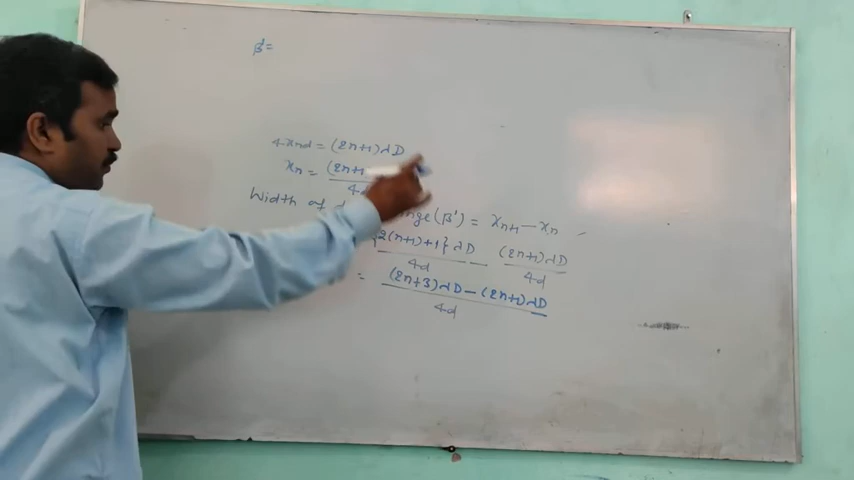 β' =
4xnd = (2n+1)λD
xn = (2n+1
4d
Width of d nge(β') = xn+1 – xn
{2(n+1)+1}λD/4d – (2n+1)λD/4d
= (2n+3)λD – (2n+1)λD/4d